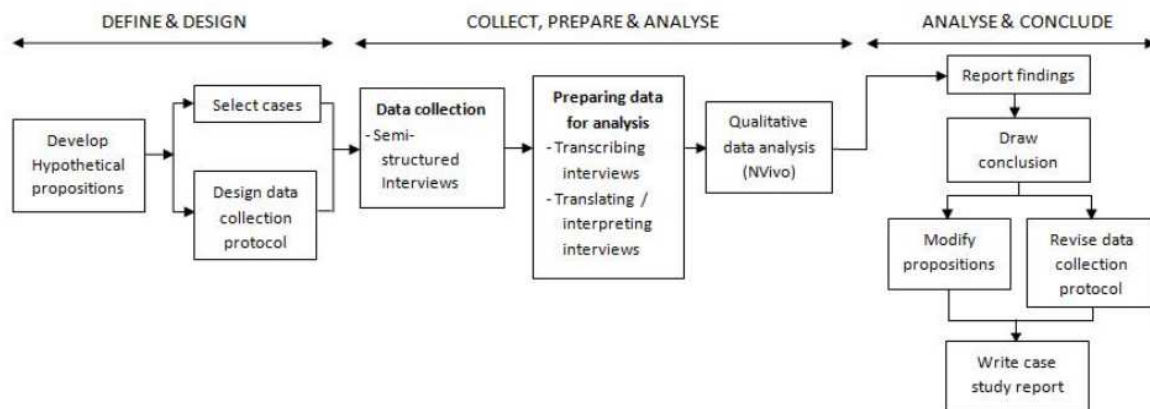 DEFINE & DESIGN
COLLECT, PREPARE & ANALYSE
ANALYSE & CONCLUDE
Develop
Hypothetical
propositions
Select cases
Design data
collection
protocol
Data collection
- Semi-
structured
Interviews
Preparing data
for analysis
- Transcribing
interviews
- Translating /
interpreting
interviews
Qualitative
data analysis
(NVivo)
Report findings
Draw
conclusion
Modify
propositions
Revise data
collection
protocol
Write case
study report